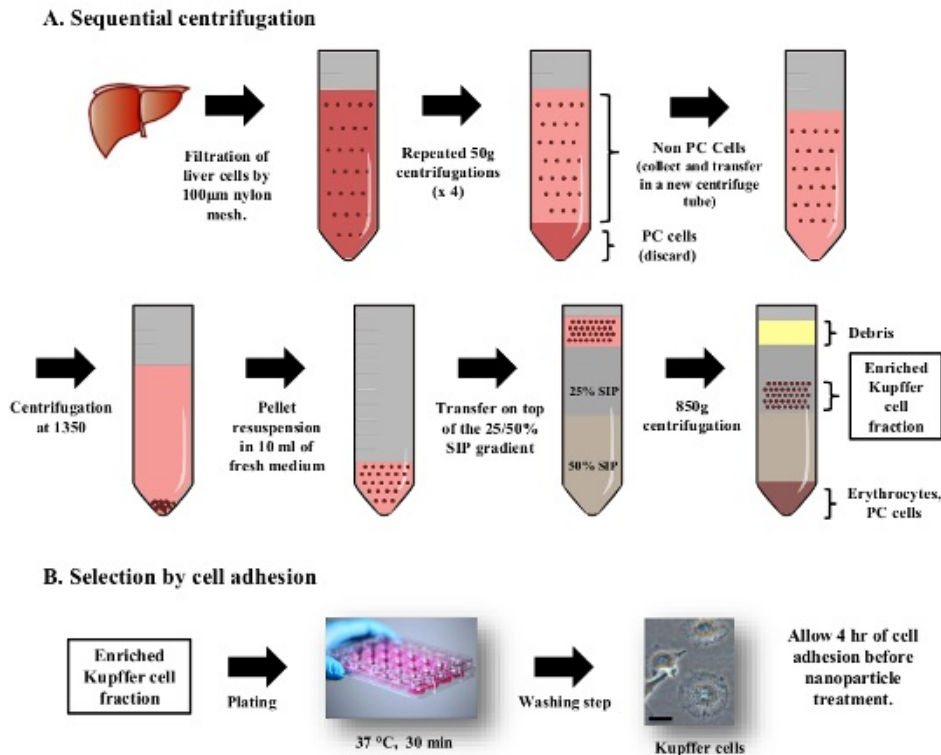 A. Sequential centrifugation
Filtration of
liver cells by
100μm nylon
mesh.
Repeated 50g
centrifugations
(x 4)
Non PC Cells
(collect and transfer
in a new centrifuge
tube)
PC cells
(discard)
Centrifugation
at 1350
Pellet
resuspension
in 10 ml of
fresh medium
Transfer on top
of the 25/50%
SIP gradient
25% SIP
50% SIP
850g
centrifugation
Debris
Enriched
Kupffer
cell
fraction
Erythrocytes,
PC cells
B. Selection by cell adhesion
Enriched
Kupffer cell
fraction
Plating
37 °C, 30 min
Washing step
Kupffer cells
Allow 4 hr of cell
adhesion before
nanoparticle
treatment.